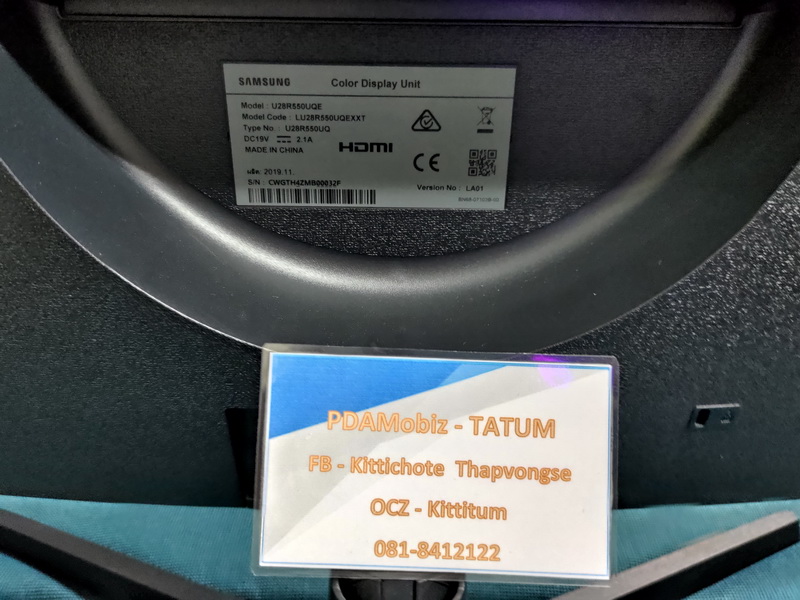 SAMSUNG Color Display Unit
Model : U28R550UQE
Model Code : LU28R550UQEXXT
Type No : U28R550UQ
DC19V 2.1A
MADE IN CHINA
HDMI
ผลิต: 2019.11.
S/N : CWGTH4ZMB00032F
CE
Version No : LA01
PDAMobiz - TATUM
FB - Kittichote Thapvongse
OCZ - Kittitum
081-8412122